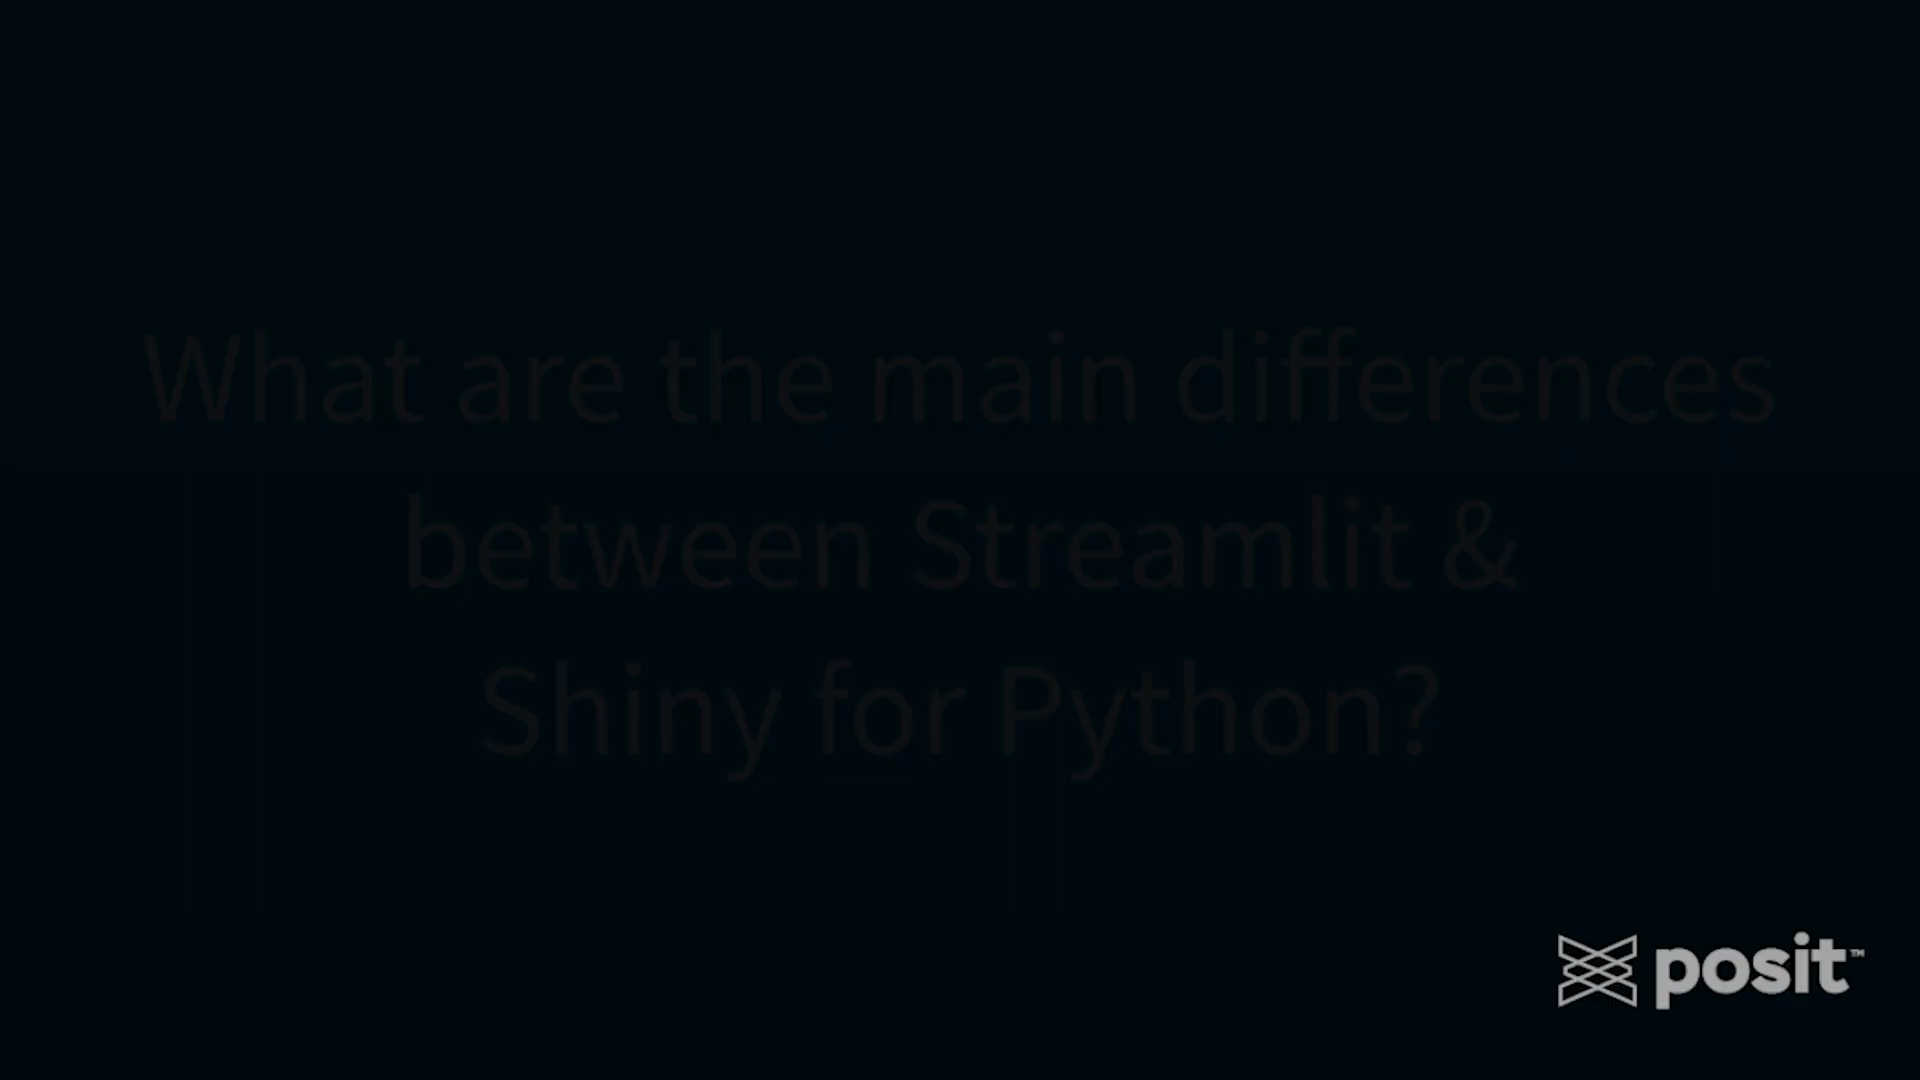 What are the main differences
between Streamlit &
Shiny for Python?
posit™